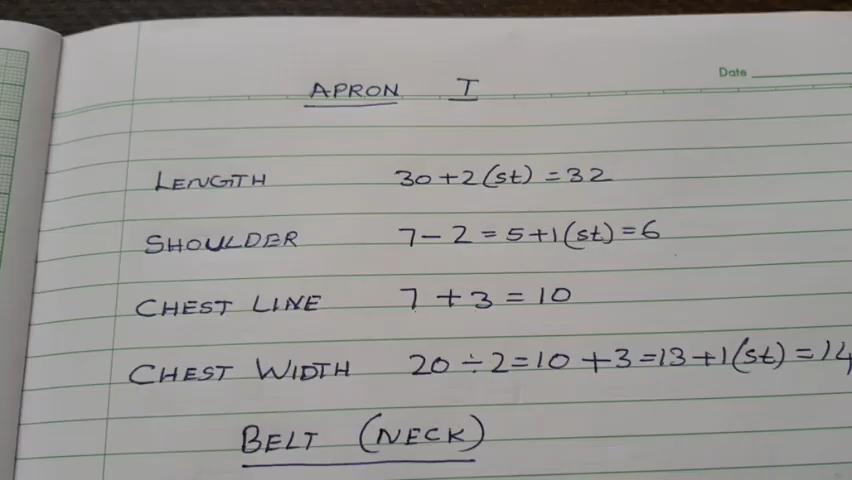 Date
APRON I
LENGTH 30+2(st) =32
SHOULDER 7-2=5+1(st)=6
CHEST LINE 7+3=10
CHEST WIDTH 20÷2=10+3=13+1(st)=14
BELT (NECK)